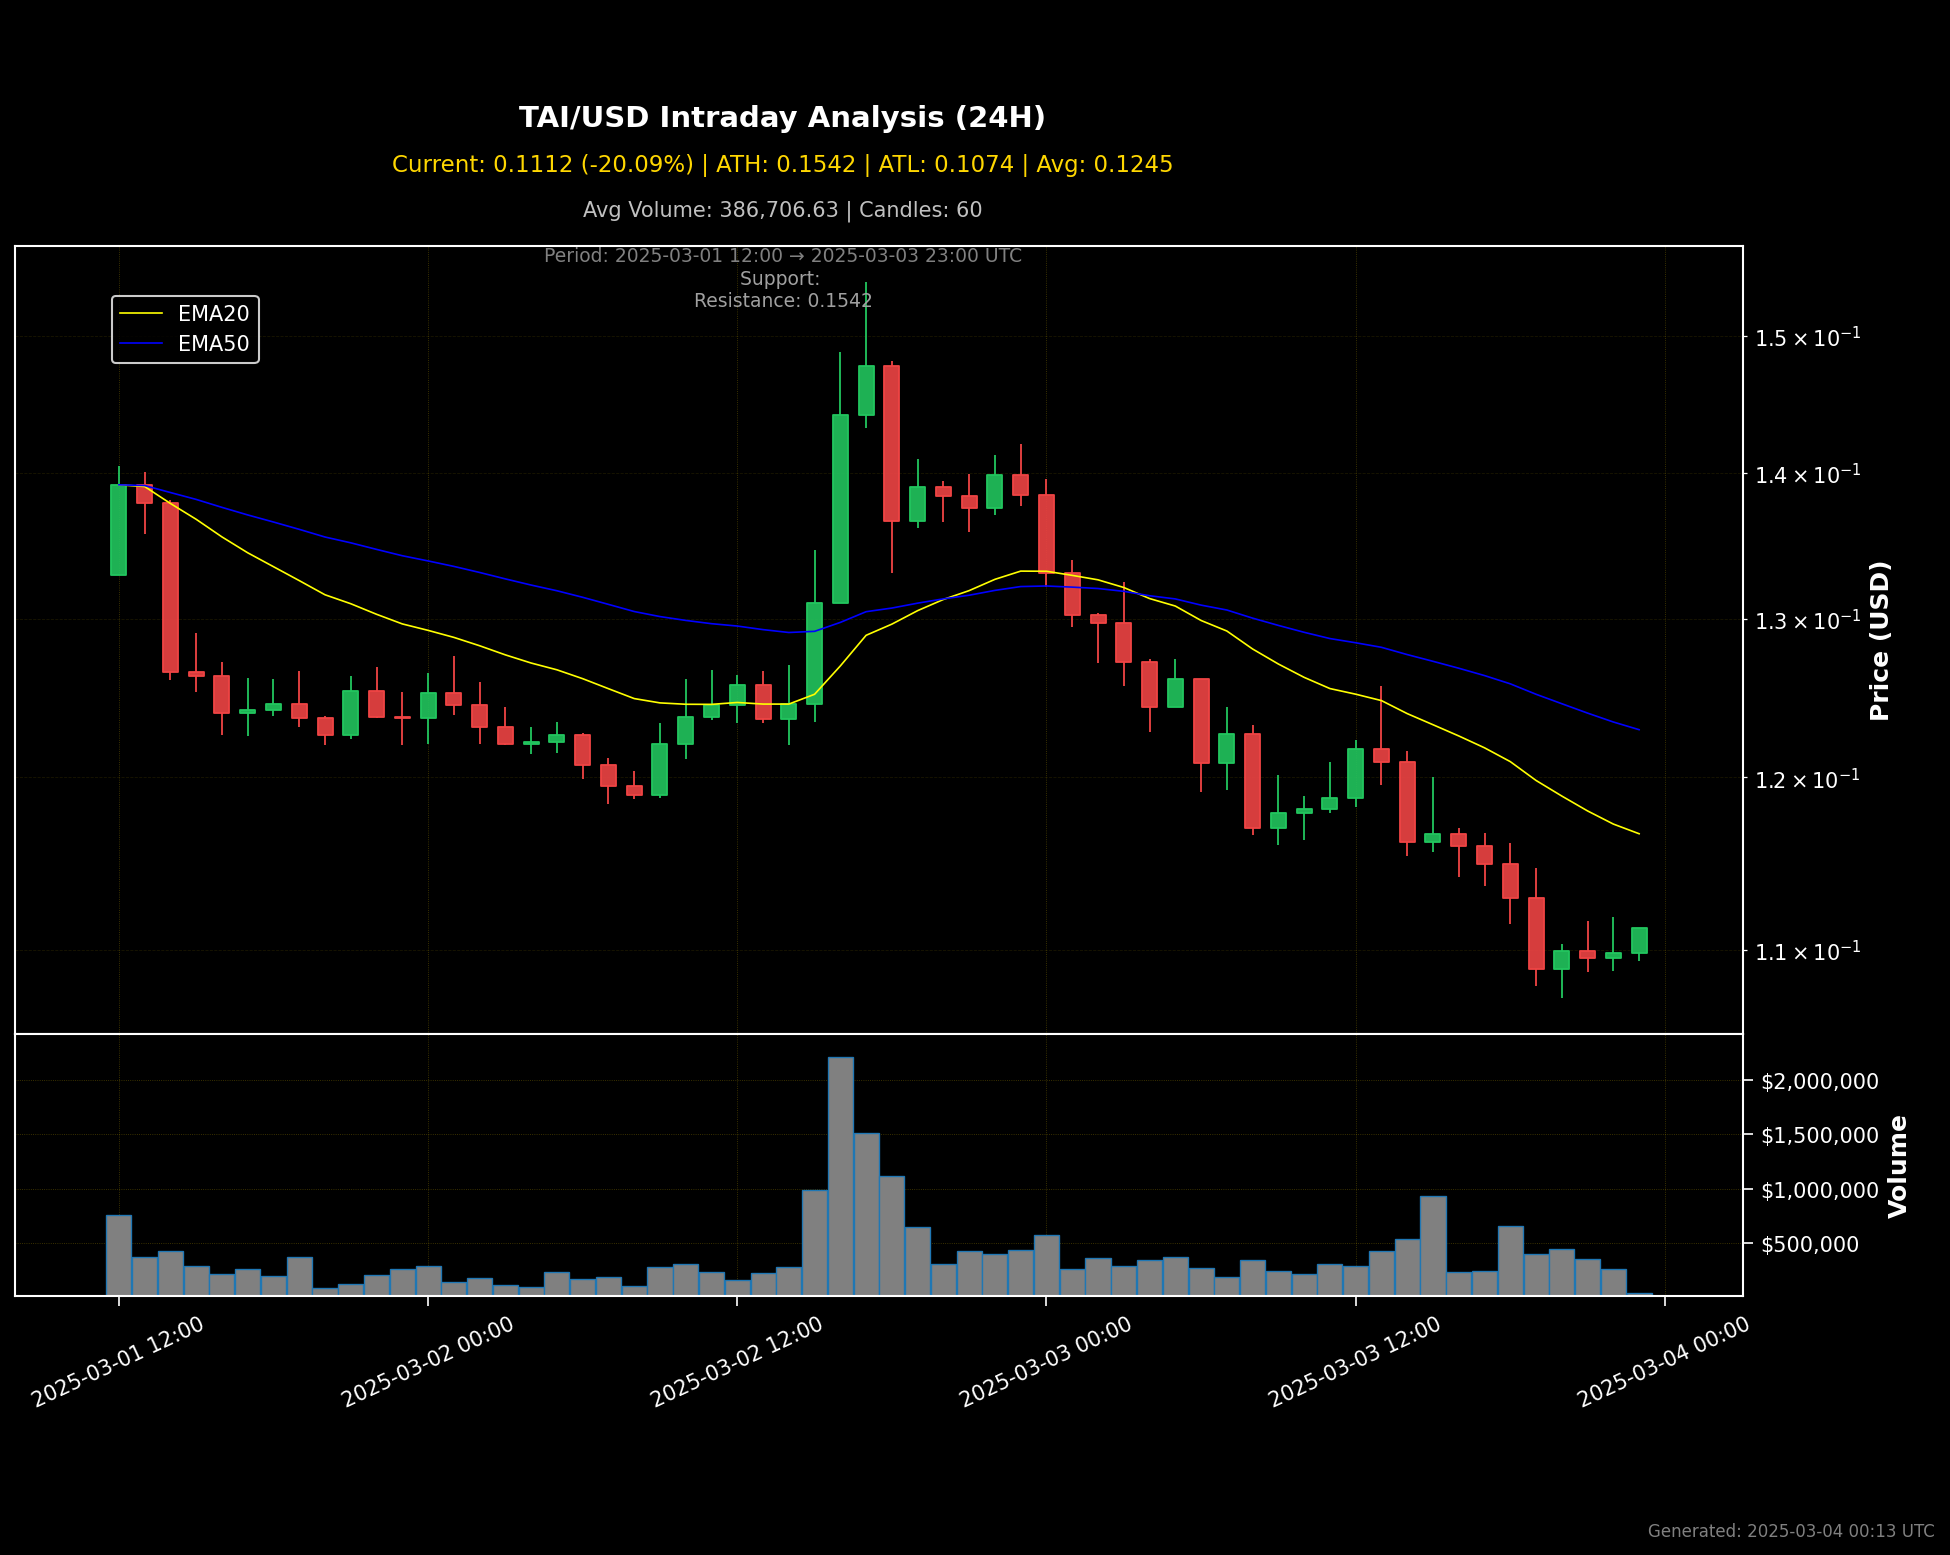 TAI/USD Intraday Analysis (24H)
Current: 0.1112 (-20.09%) | ATH: 0.1542 | ATL: 0.1074 | Avg: 0.1245
Avg Volume: 386,706.63 | Candles: 60
Period: 2025-03-01 12:00 → 2025-03-03 23:00 UTC
Support:
Resistance: 0.1542
EMA20
EMA50
1.5 × 10⁻¹
1.4 × 10⁻¹
1.3 × 10⁻¹
1.2 × 10⁻¹
1.1 × 10⁻¹
Price (USD)
$2,000,000
$1,500,000
$1,000,000
$500,000
Volume
2025-03-01 12:00
2025-03-02 00:00
2025-03-02 12:00
2025-03-03 00:00
2025-03-03 12:00
2025-03-04 00:00
Generated: 2025-03-04 00:13 UTC